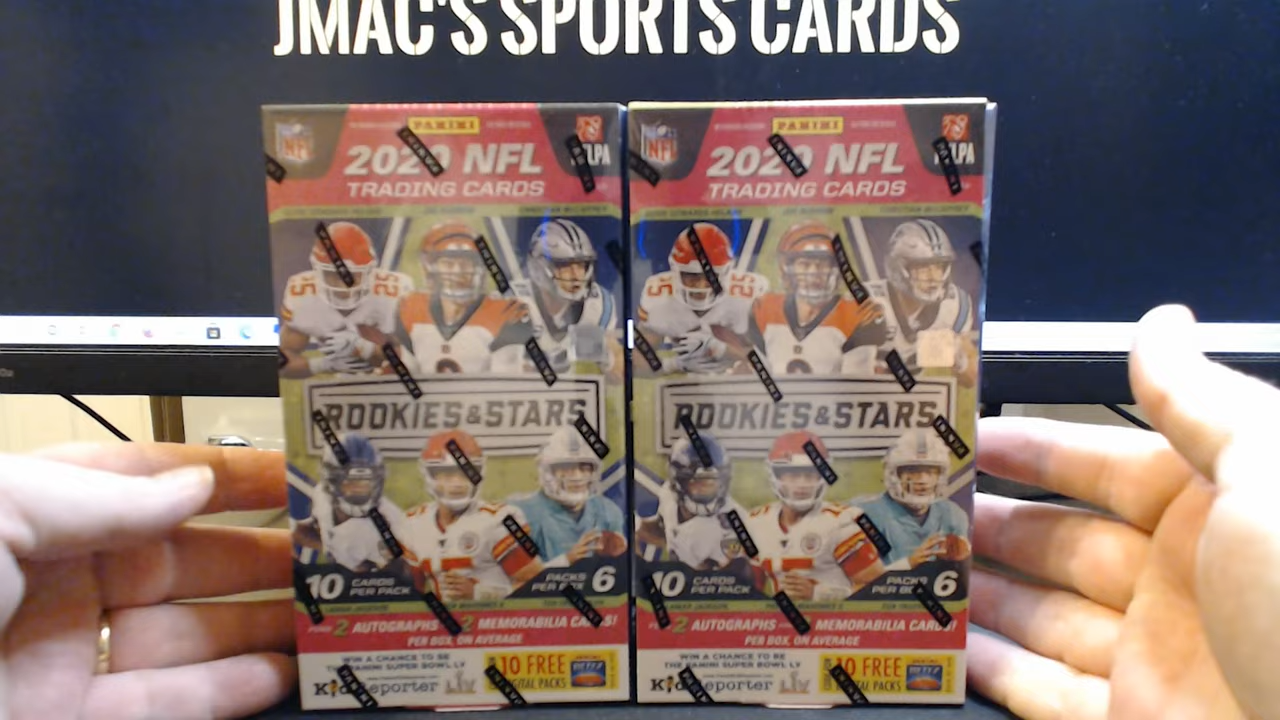 JMAC'S SPORTS CARDS
NFL
PANINI
2020 NFL
TRADING CARDS
ROOKIES & STARS
10 CARDS PER PACK
PACKS PER BOX 6
2 AUTOGRAPHS 2 MEMORABILIA CARDS!
PER BOX, ON AVERAGE
WIN A CHANCE TO BE
THE PANINI SUPER BOWL LV
Kid Reporter
LV
10 FREE
DIGITAL PACKS
NFL
PANINI
2020 NFL
TRADING CARDS
ROOKIES & STARS
10 CARDS PER PACK
PACKS PER BOX 6
2 AUTOGRAPHS MEMORABILIA CARDS!
PER BOX, ON AVERAGE
WIN A CHANCE TO BE
THE PANINI SUPER BOWL LV
Kid Reporter
LV
10 FREE
DIGITAL PACKS